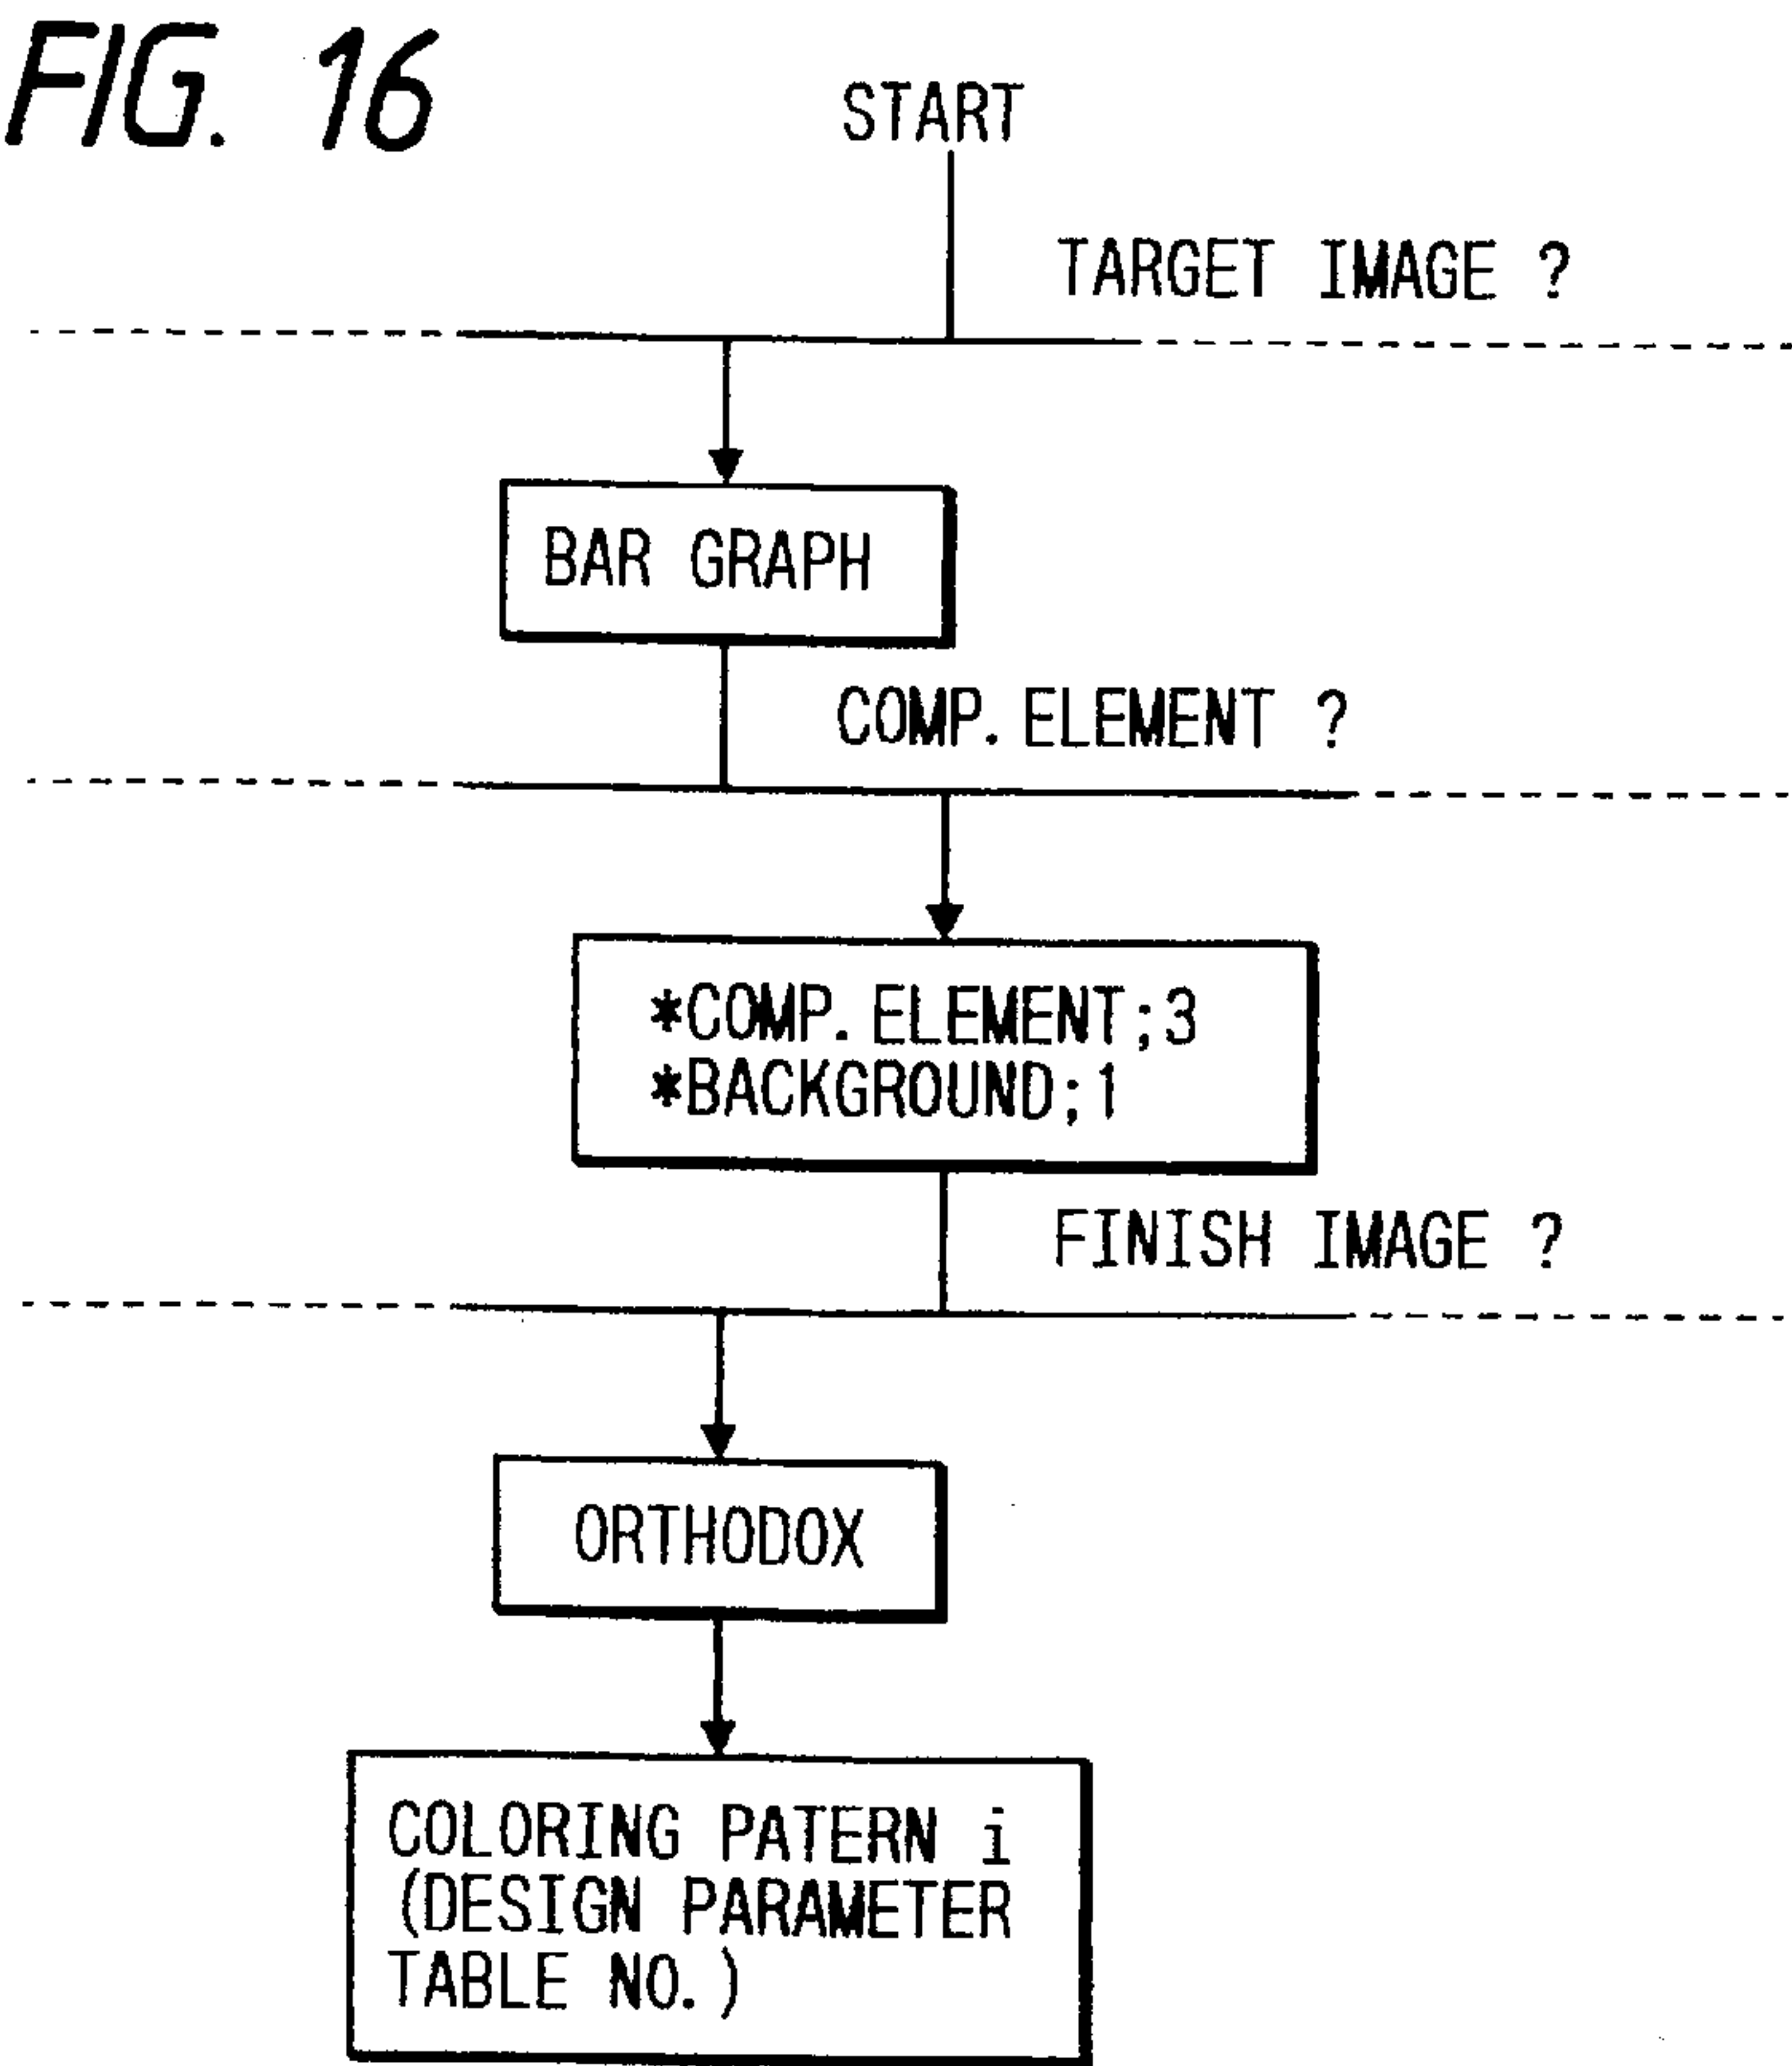 FIG. 16
START
TARGET IMAGE ?
BAR GRAPH
COMP. ELEMENT ?
*COMP. ELEMENT;3
*BACKGROUND;1
FINISH IMAGE ?
ORTHODOX
COLORING PATERN i
(DESIGN PARAMETER
TABLE NO.)